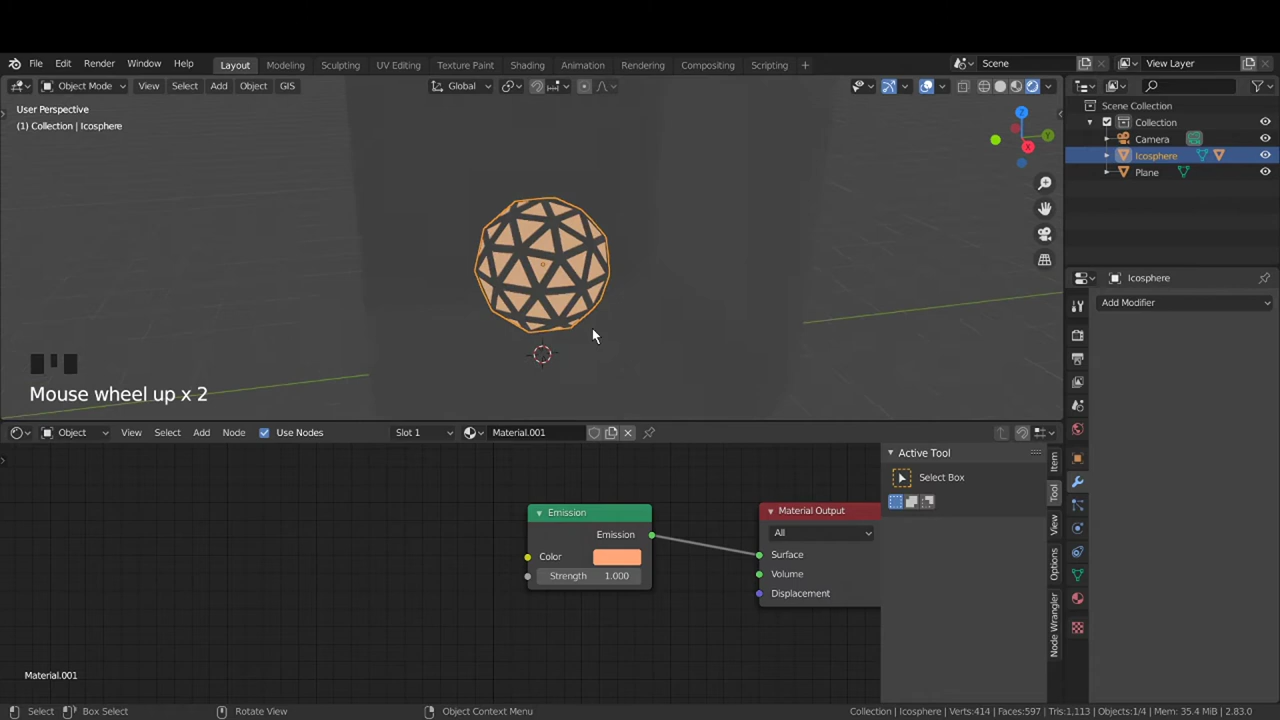 File Edit Render Window Help Layout Modeling Sculpting UV Editing Texture Paint Shading Animation Rendering Compositing Scripting + Scene View Layer
Object Mode View Select Add Object GIS Global
User Perspective
(1) Collection | Icosphere
Scene Collection
Collection
Camera
Icosphere
Plane
X
Y
Z
Icosphere
Add Modifier
Mouse wheel up x 2
Object View Select Add Node Use Nodes Slot 1 Material.001
Active Tool
Select Box
Item
Tool
View
Options
Node Wrangler
Emission
Emission
Color
Strength 1.000
Material Output
All
Surface
Volume
Displacement
Material.001
Select Box Select Rotate View Object Context Menu Collection | Icosphere | Verts:414 | Faces:597 | Tris:1,113 | Objects:1/4 | Mem: 35.4 MiB | 2.83.0